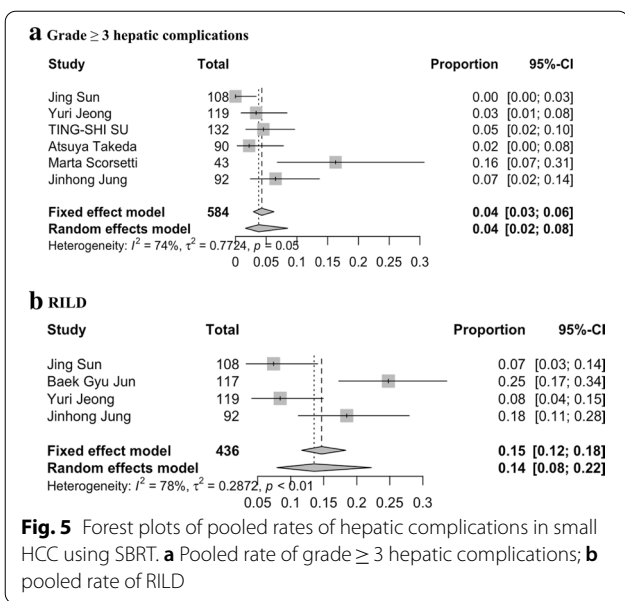 a Grade ≥ 3 hepatic complications
Study Total Proportion 95%-CI
Jing Sun 108 0.00 [0.00; 0.03]
Yuri Jeong 119 0.03 [0.01; 0.08]
TING-SHI SU 132 0.05 [0.02; 0.10]
Atsuya Takeda 90 0.02 [0.00; 0.08]
Marta Scorsetti 43 0.16 [0.07; 0.31]
Jinhong Jung 92 0.07 [0.02; 0.14]
Fixed effect model 584 0.04 [0.03; 0.06]
Random effects model 0.04 [0.02; 0.08]
Heterogeneity: I² = 74%, τ² = 0.7724, p = 0.05
0 0.05 0.1 0.15 0.2 0.25 0.3
b RILD
Study Total Proportion 95%-CI
Jing Sun 108 0.07 [0.03; 0.14]
Baek Gyu Jun 117 0.25 [0.17; 0.34]
Yuri Jeong 119 0.08 [0.04; 0.15]
Jinhong Jung 92 0.18 [0.11; 0.28]
Fixed effect model 436 0.15 [0.12; 0.18]
Random effects model 0.14 [0.08; 0.22]
Heterogeneity: I² = 78%, τ² = 0.2872, p < 0.01
0.05 0.1 0.15 0.2 0.25 0.3
Fig. 5 Forest plots of pooled rates of hepatic complications in small
HCC using SBRT. a Pooled rate of grade ≥ 3 hepatic complications; b
pooled rate of RILD